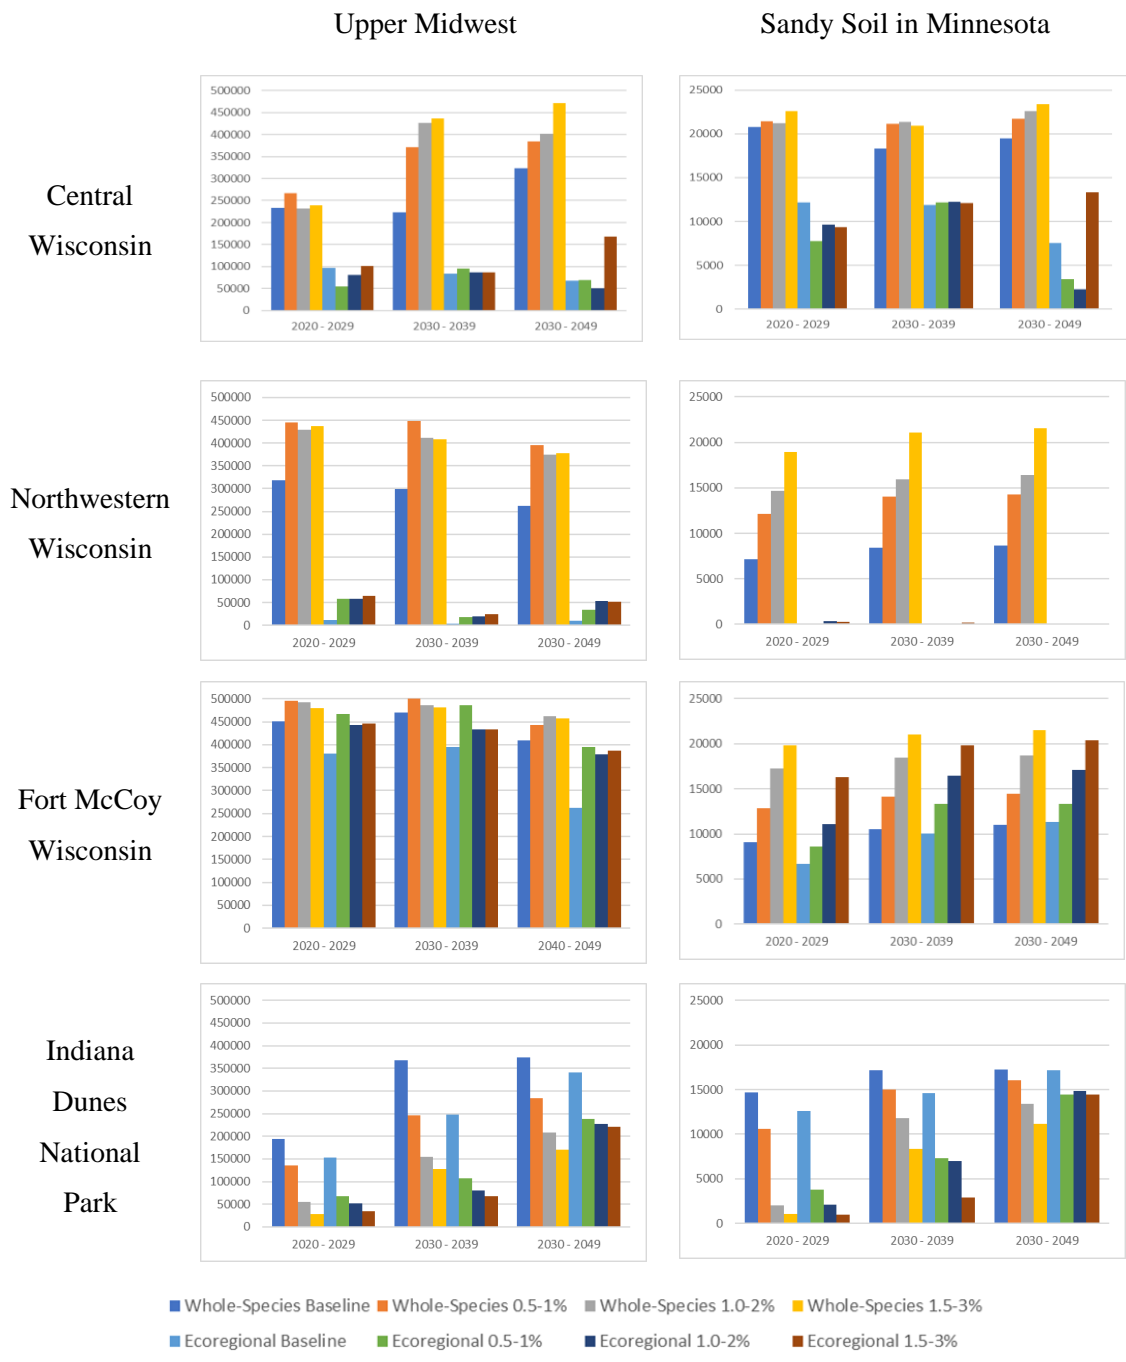 Upper Midwest
Sandy Soil in Minnesota
Central
Wisconsin
500000
450000
400000
350000
300000
250000
200000
150000
100000
50000
0
2020 - 2029
2030 - 2039
2030 - 2049
25000
20000
15000
10000
5000
0
2020 - 2029
2030 - 2039
2030 - 2049
Northwestern
Wisconsin
500000
450000
400000
350000
300000
250000
200000
150000
100000
50000
0
2020 - 2029
2030 - 2039
2030 - 2049
25000
20000
15000
10000
5000
0
2020 - 2029
2030 - 2039
2030 - 2049
Fort McCoy
Wisconsin
500000
450000
400000
350000
300000
250000
200000
150000
100000
50000
0
2020 - 2029
2030 - 2039
2040 - 2049
25000
20000
15000
10000
5000
0
2020 - 2029
2030 - 2039
2030 - 2049
Indiana
Dunes
National
Park
500000
450000
400000
350000
300000
250000
200000
150000
100000
50000
0
2020 - 2029
2030 - 2039
2030 - 2049
25000
20000
15000
10000
5000
0
2020 - 2029
2030 - 2039
2030 - 2049
Whole-Species Baseline Whole-Species 0.5-1% Whole-Species 1.0-2% Whole-Species 1.5-3%
Ecoregional Baseline Ecoregional 0.5-1% Ecoregional 1.0-2% Ecoregional 1.5-3%